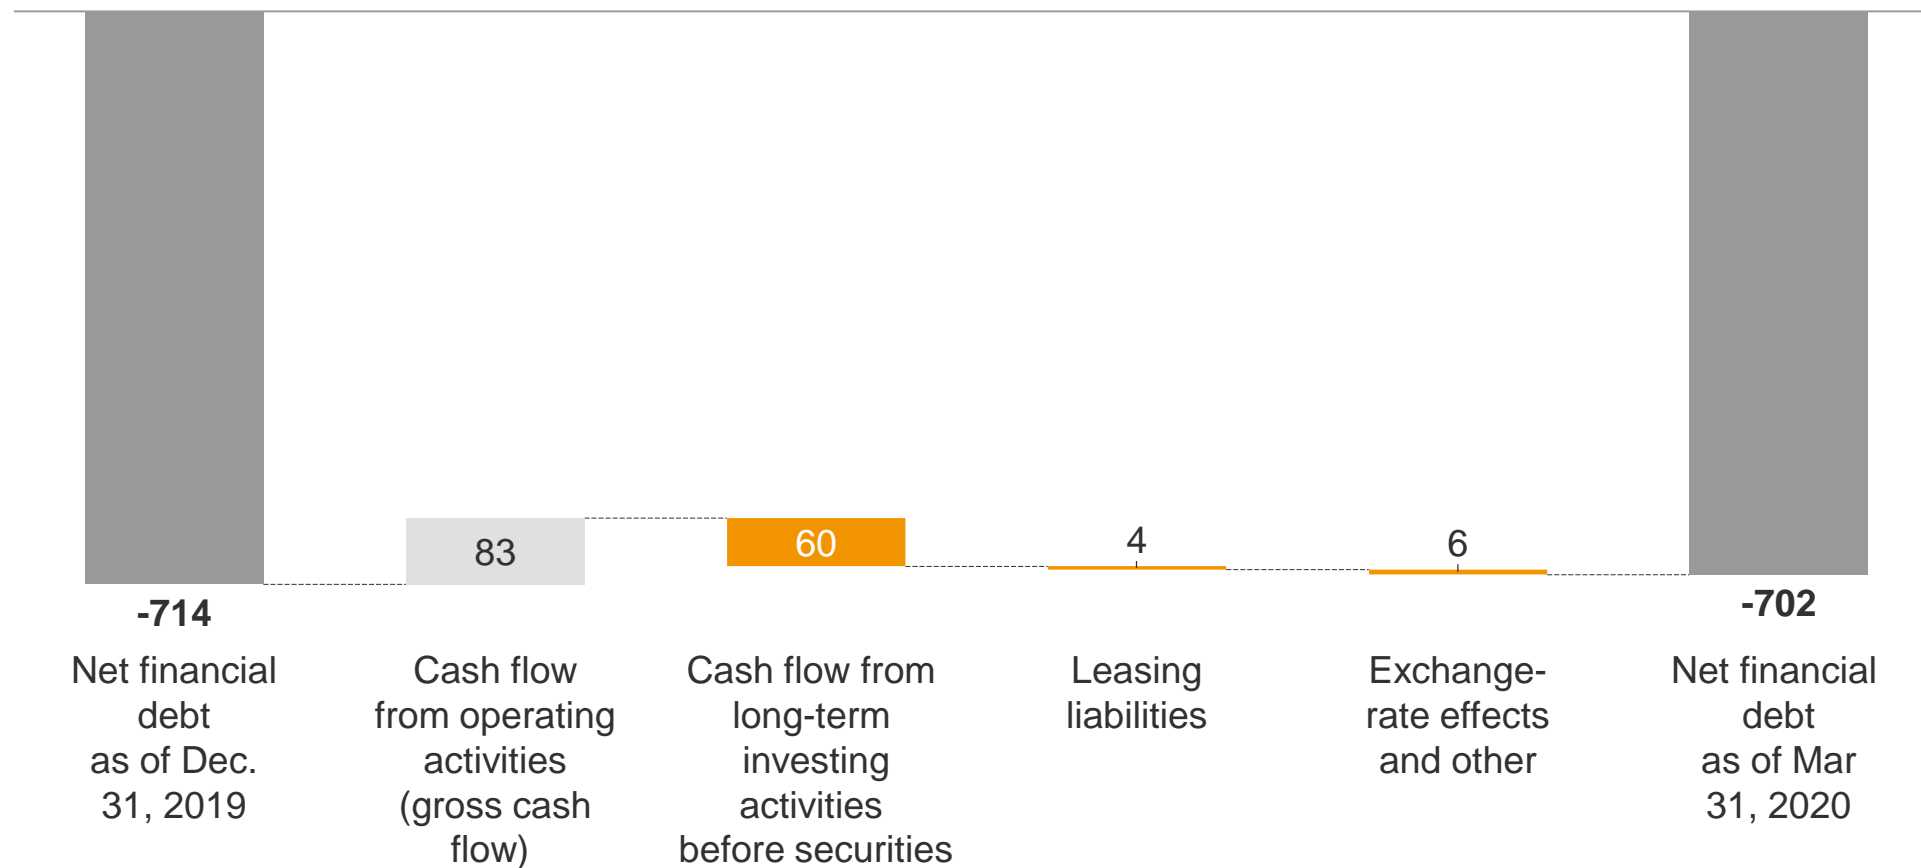 83
60
4
6
-714
-702
Net financial
debt
as of Dec.
31, 2019
Cash flow
from operating
activities
(gross cash
flow)
Cash flow from
long-term
investing
activities
before securities
Leasing
liabilities
Exchange-
rate effects
and other
Net financial
debt
as of Mar
31, 2020